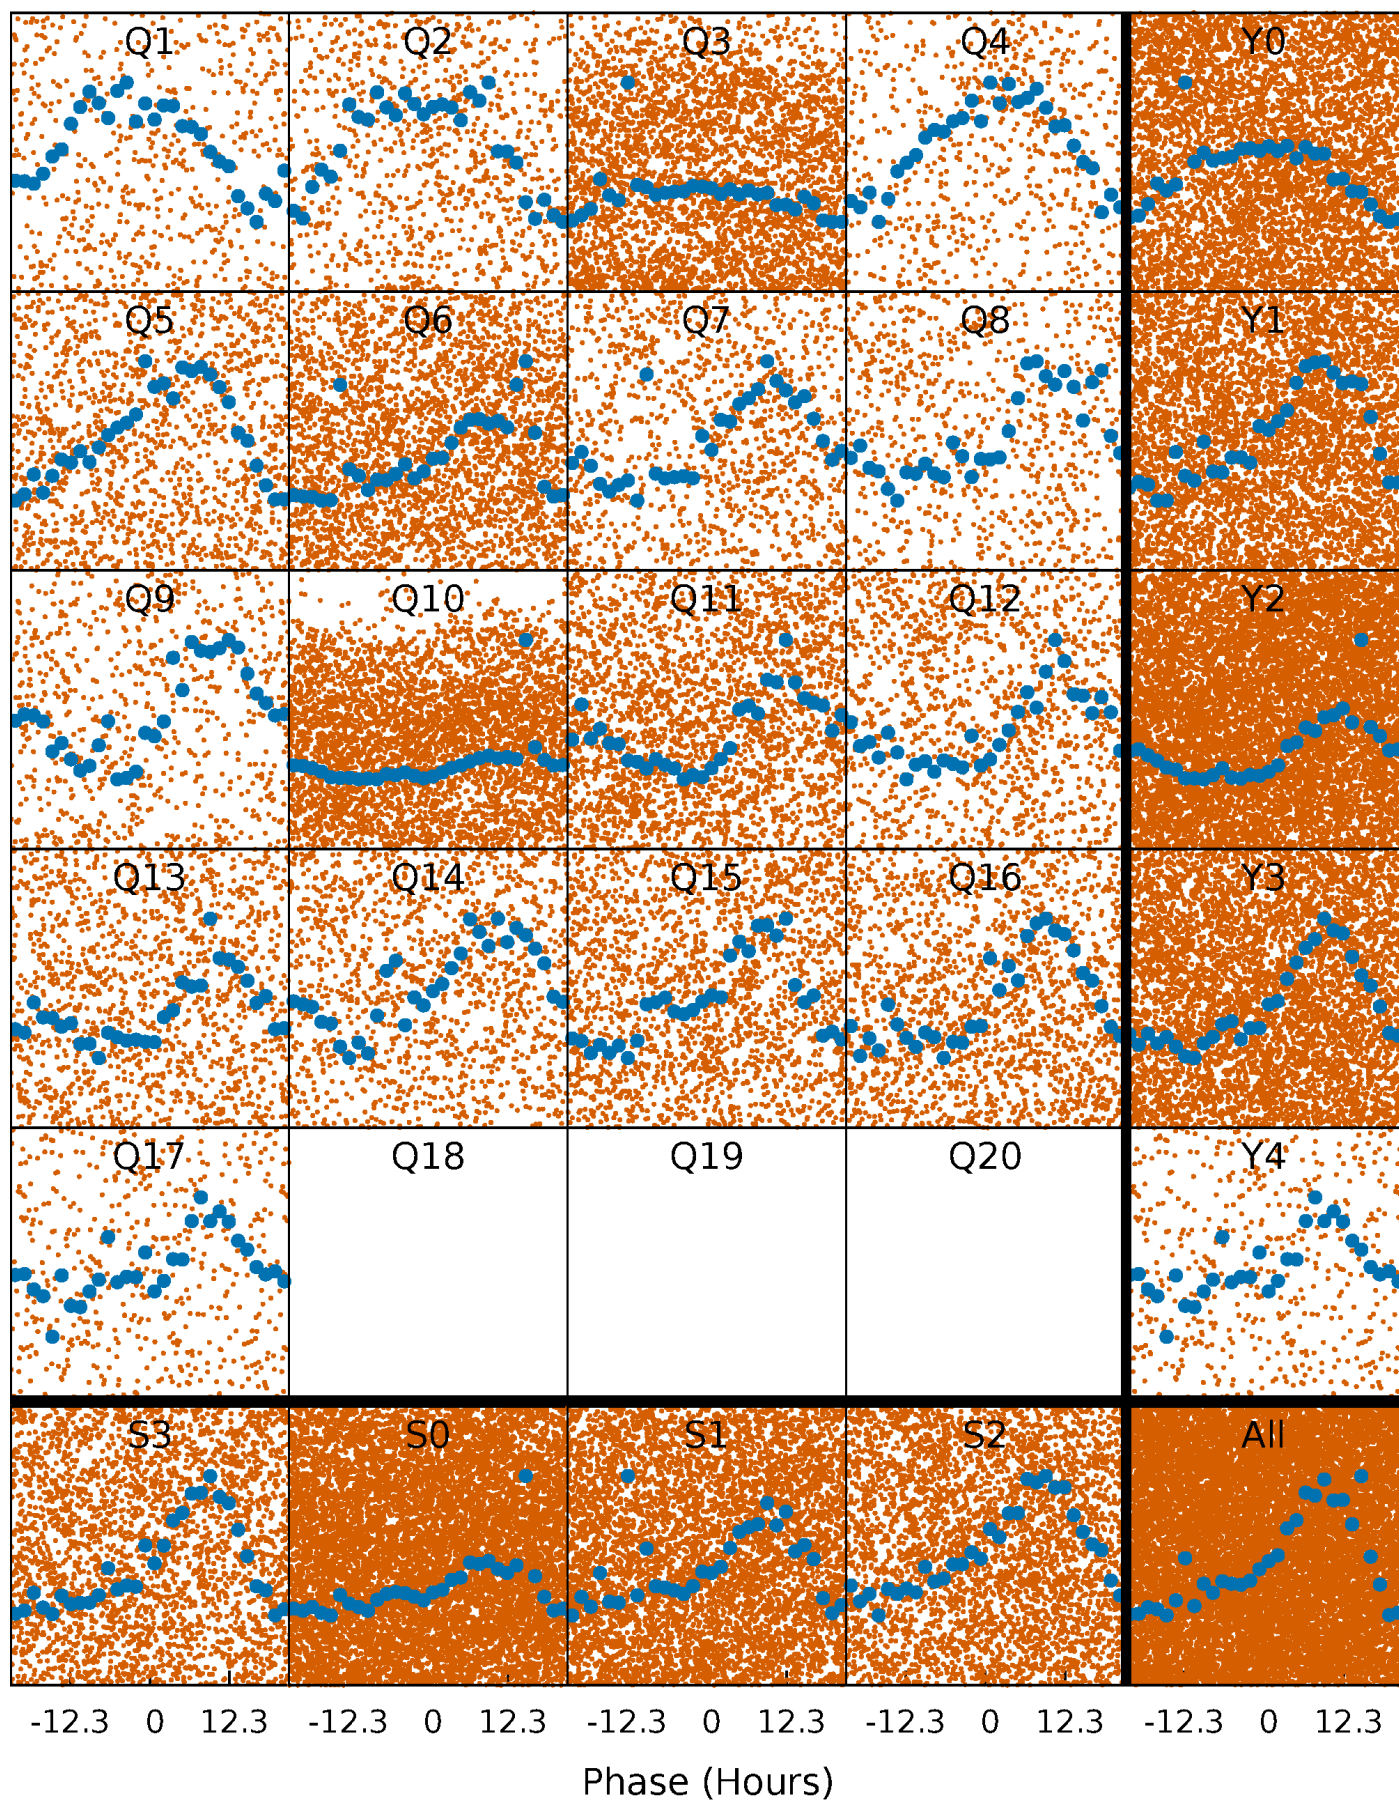 Q1 Q2 Q3 Q4 Y0
Q5 Q6 Q7 Q8 Y1
Q9 Q10 Q11 Q12 Y2
Q13 Q14 Q15 Q16 Y3
Q17 Q18 Q19 Q20 Y4
S3 S0 S1 S2 All
-12.3 0 12.3 -12.3 0 12.3 -12.3 0 12.3 -12.3 0 12.3 -12.3 0 12.3
Phase (Hours)